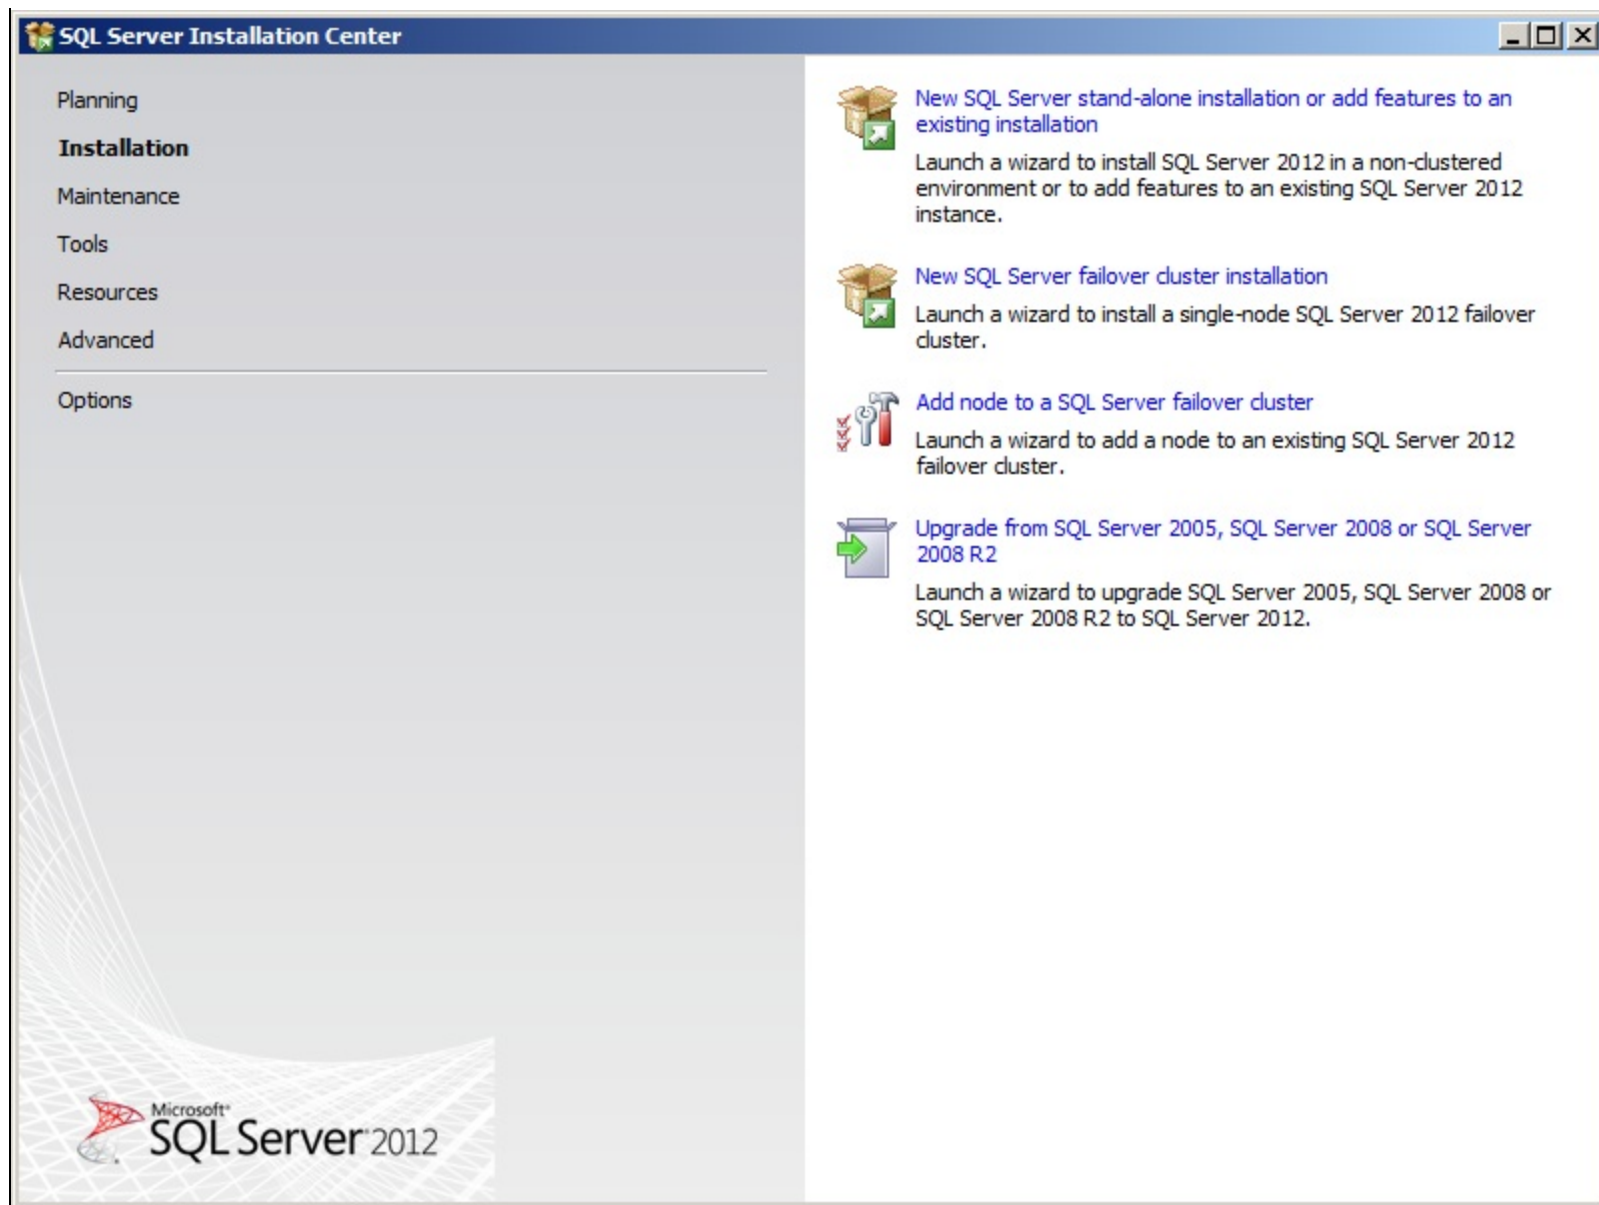 SQL Server Installation Center
Planning
Installation
Maintenance
Tools
Resources
Advanced
Options
New SQL Server stand-alone installation or add features to an
existing installation
Launch a wizard to install SQL Server 2012 in a non-clustered
environment or to add features to an existing SQL Server 2012
instance.
New SQL Server failover cluster installation
Launch a wizard to install a single-node SQL Server 2012 failover
cluster.
Add node to a SQL Server failover cluster
Launch a wizard to add a node to an existing SQL Server 2012
failover cluster.
Upgrade from SQL Server 2005, SQL Server 2008 or SQL Server
2008 R2
Launch a wizard to upgrade SQL Server 2005, SQL Server 2008 or
SQL Server 2008 R2 to SQL Server 2012.
Microsoft®
SQL Server® 2012